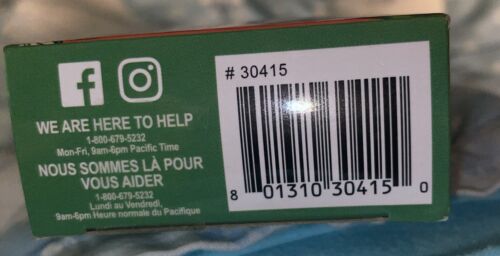 WE ARE HERE TO HELP
1-800-679-5232
Mon-Fri, 9am-6pm Pacific Time
NOUS SOMMES LÀ POUR
VOUS AIDER
1-800-679-5232
Lundi au Vendredi,
9am-6pm Heure normale du Pacifique
# 30415
8 01310 30415 0